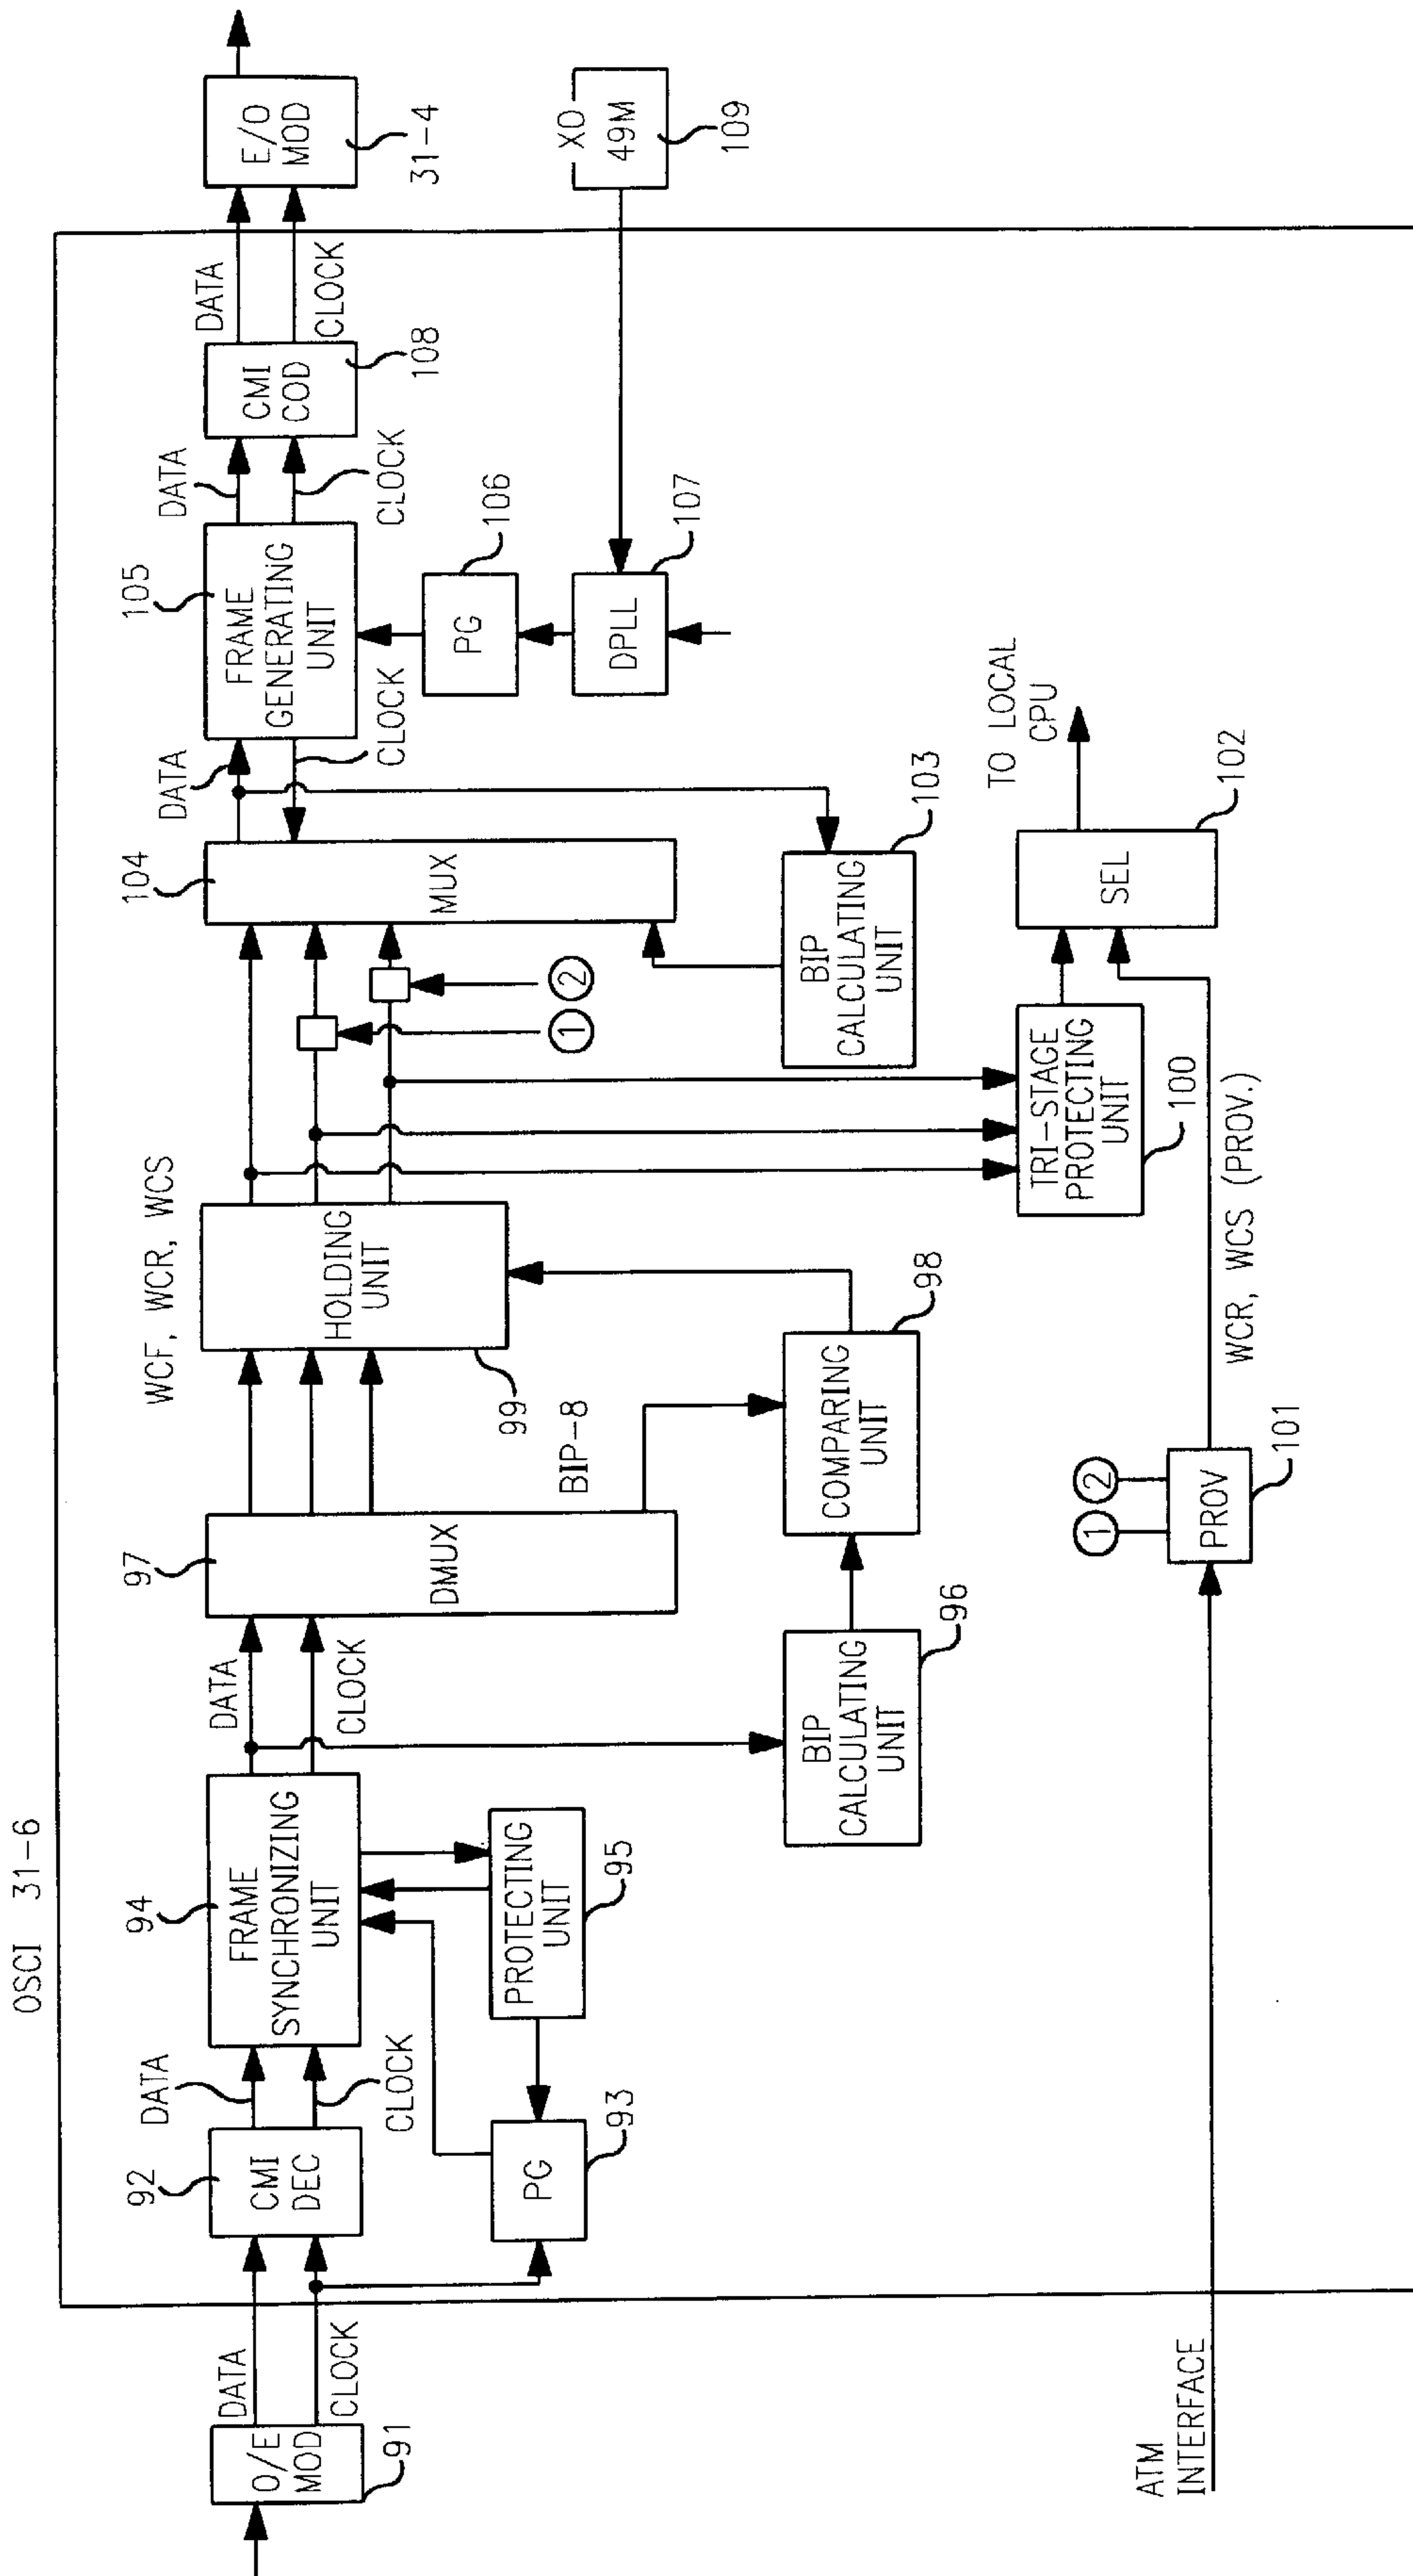 OSCI 31-6
O/E
MOD
91
DATA
CLOCK
92
CMI
DEC
DATA
CLOCK
PG
93
94
FRAME
SYNCHRONIZING
UNIT
PROTECTING
UNIT
95
DATA
CLOCK
BIP
CALCULATING
UNIT
96
97
DMUX
BIP-8
COMPARING
UNIT
98
WCF, WCR, WCS
HOLDING
UNIT
99
TRI-STAGE
PROTECTING
UNIT
100
ATM
INTERFACE
① ②
PROV
101
WCR, WCS (PROV.)
SEL
102
TO LOCAL
CPU
①
②
BIP
CALCULATING
UNIT
103
104
MUX
DATA
CLOCK
105
FRAME
GENERATING
UNIT
PG
106
DPLL
107
DATA
CLOCK
CMI
COD
108
DATA
CLOCK
E/O
MOD
31-4
XO
49M
109